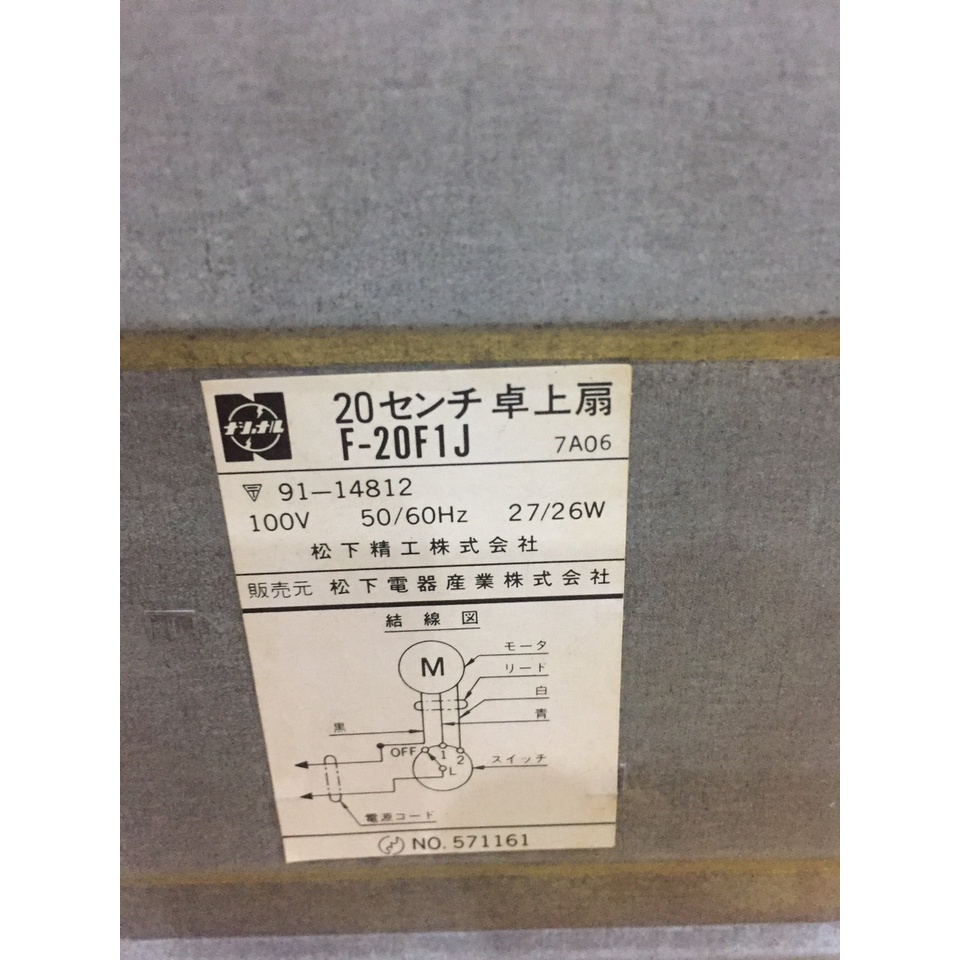 ナショナル
20センチ 卓上扇
F-20F1J 7A06
〒 91-14812
100V 50/60Hz 27/26W
松下精工株式会社
販売元 松下電器産業株式会社
結線図
モータ
M
リード
白
青
黒
OFF 1 2
L
スイッチ
電源コード
NO. 571161